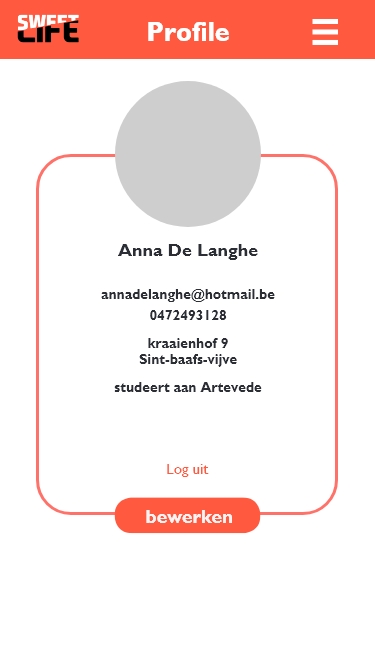 SWEET
LIFE
Profile
Anna De Langhe
annadelanghe@hotmail.be
0472493128
kraaienhof 9
Sint-baafs-vijve
studeert aan Artevede
Log uit
bewerken